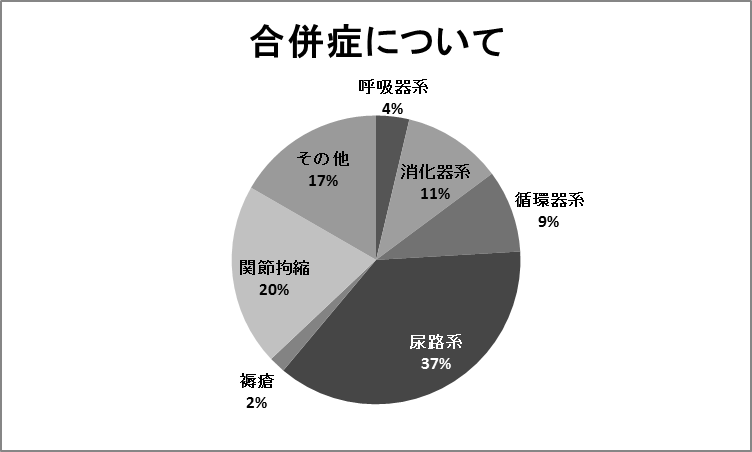 合併症について
呼吸器系
4%
消化器系
11%
循環器系
9%
尿路系
37%
褥瘡
2%
関節拘縮
20%
その他
17%